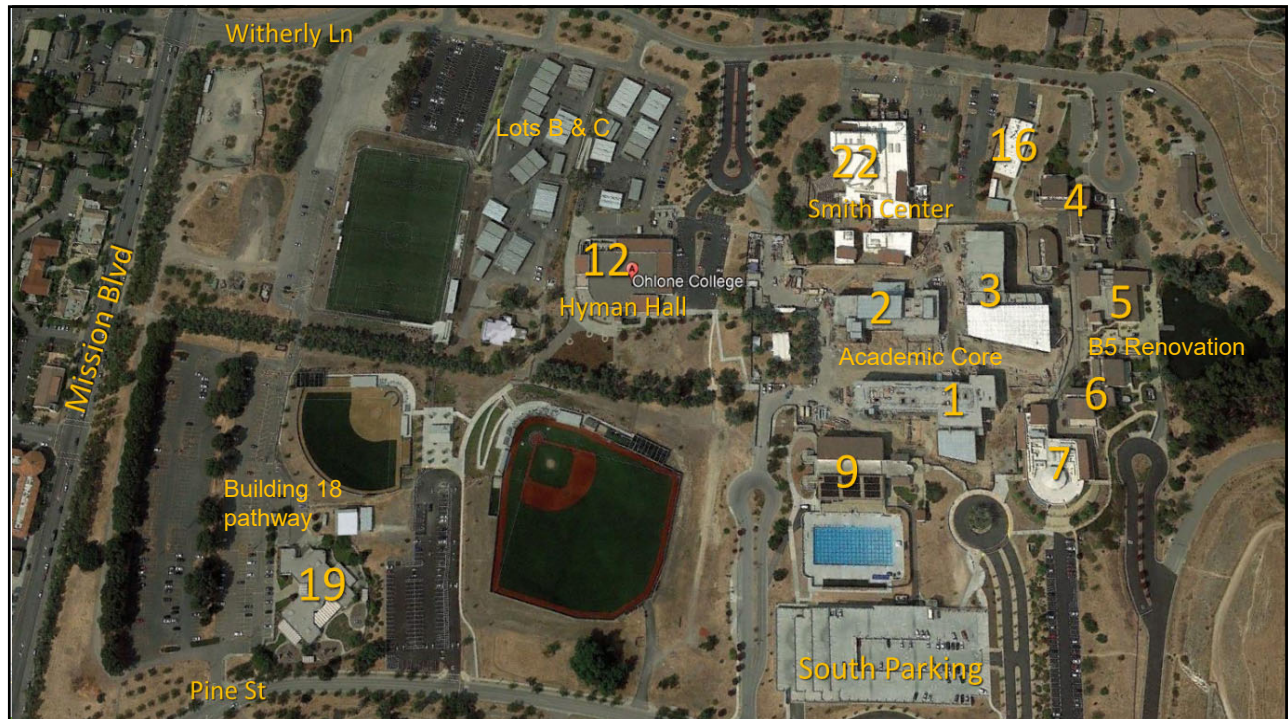 Witherly Ln
Lots B & C
22
16
4
Smith Center
12
Ohlone College
Hyman Hall
2
3
5
Mission Blvd
Academic Core
B5 Renovation
1
6
9
7
Building 18
pathway
19
South Parking
Pine St